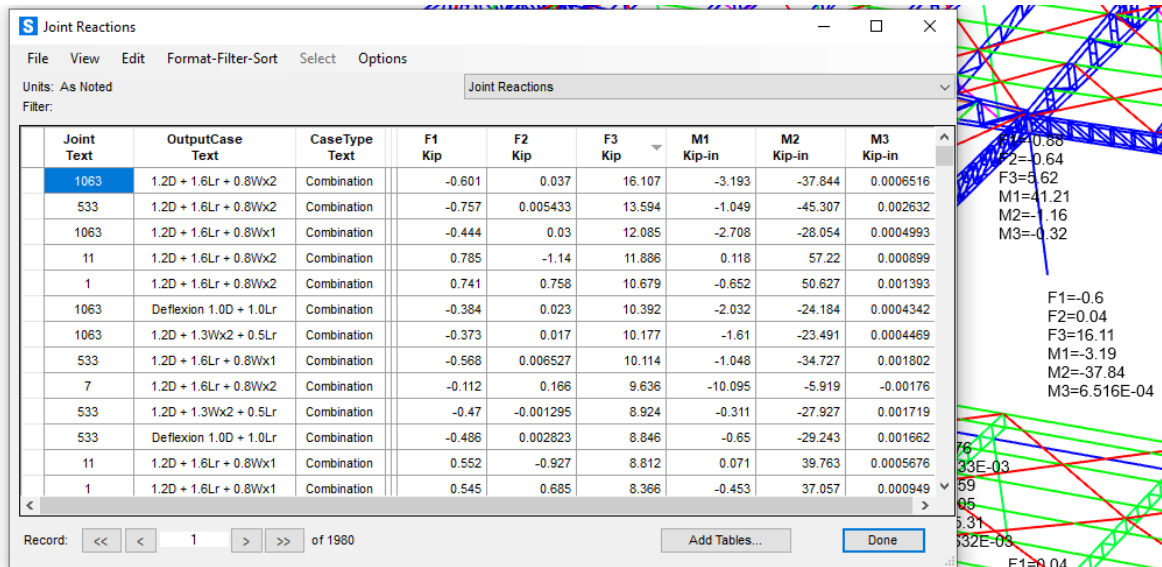 S Joint Reactions
File View Edit Format-Filter-Sort Select Options
Units: As Noted
Joint Reactions
Filter:
Joint Text OutputCase Text CaseType Text F1 Kip F2 Kip F3 Kip M1 Kip-in M2 Kip-in M3 Kip-in
1063 1.2D + 1.6Lr + 0.8Wx2 Combination -0.601 0.037 16.107 -3.193 -37.844 0.0006516
533 1.2D + 1.6Lr + 0.8Wx2 Combination -0.757 0.005433 13.594 -1.049 -45.307 0.002632
1063 1.2D + 1.6Lr + 0.8Wx1 Combination -0.444 0.03 12.085 -2.708 -28.054 0.0004993
11 1.2D + 1.6Lr + 0.8Wx2 Combination 0.785 -1.14 11.886 0.118 57.22 0.000899
1 1.2D + 1.6Lr + 0.8Wx2 Combination 0.741 0.758 10.679 -0.652 50.627 0.001393
1063 Deflexion 1.0D + 1.0Lr Combination -0.384 0.023 10.392 -2.032 -24.184 0.0004342
1063 1.2D + 1.3Wx2 + 0.5Lr Combination -0.373 0.017 10.177 -1.61 -23.491 0.0004469
533 1.2D + 1.6Lr + 0.8Wx1 Combination -0.568 0.006527 10.114 -1.048 -34.727 0.001802
7 1.2D + 1.6Lr + 0.8Wx2 Combination -0.112 0.166 9.636 -10.095 -5.919 -0.00176
533 1.2D + 1.3Wx2 + 0.5Lr Combination -0.47 -0.001295 8.924 -0.311 -27.927 0.001719
533 Deflexion 1.0D + 1.0Lr Combination -0.486 0.002823 8.846 -0.65 -29.243 0.001662
11 1.2D + 1.6Lr + 0.8Wx1 Combination 0.552 -0.927 8.812 0.071 39.763 0.0005676
1 1.2D + 1.6Lr + 0.8Wx1 Combination 0.545 0.685 8.366 -0.453 37.057 0.000949
Record: << < 1 > >> of 1980 Add Tables... Done
F1=-0.88
F2=-0.64
F3=5.62
M1=41.21
M2=-1.16
M3=-0.32
F1=-0.6
F2=0.04
F3=16.11
M1=-3.19
M2=-37.84
M3=6.516E-04
76
33E-03
59
05
5.31
532E-03
F1=0.04